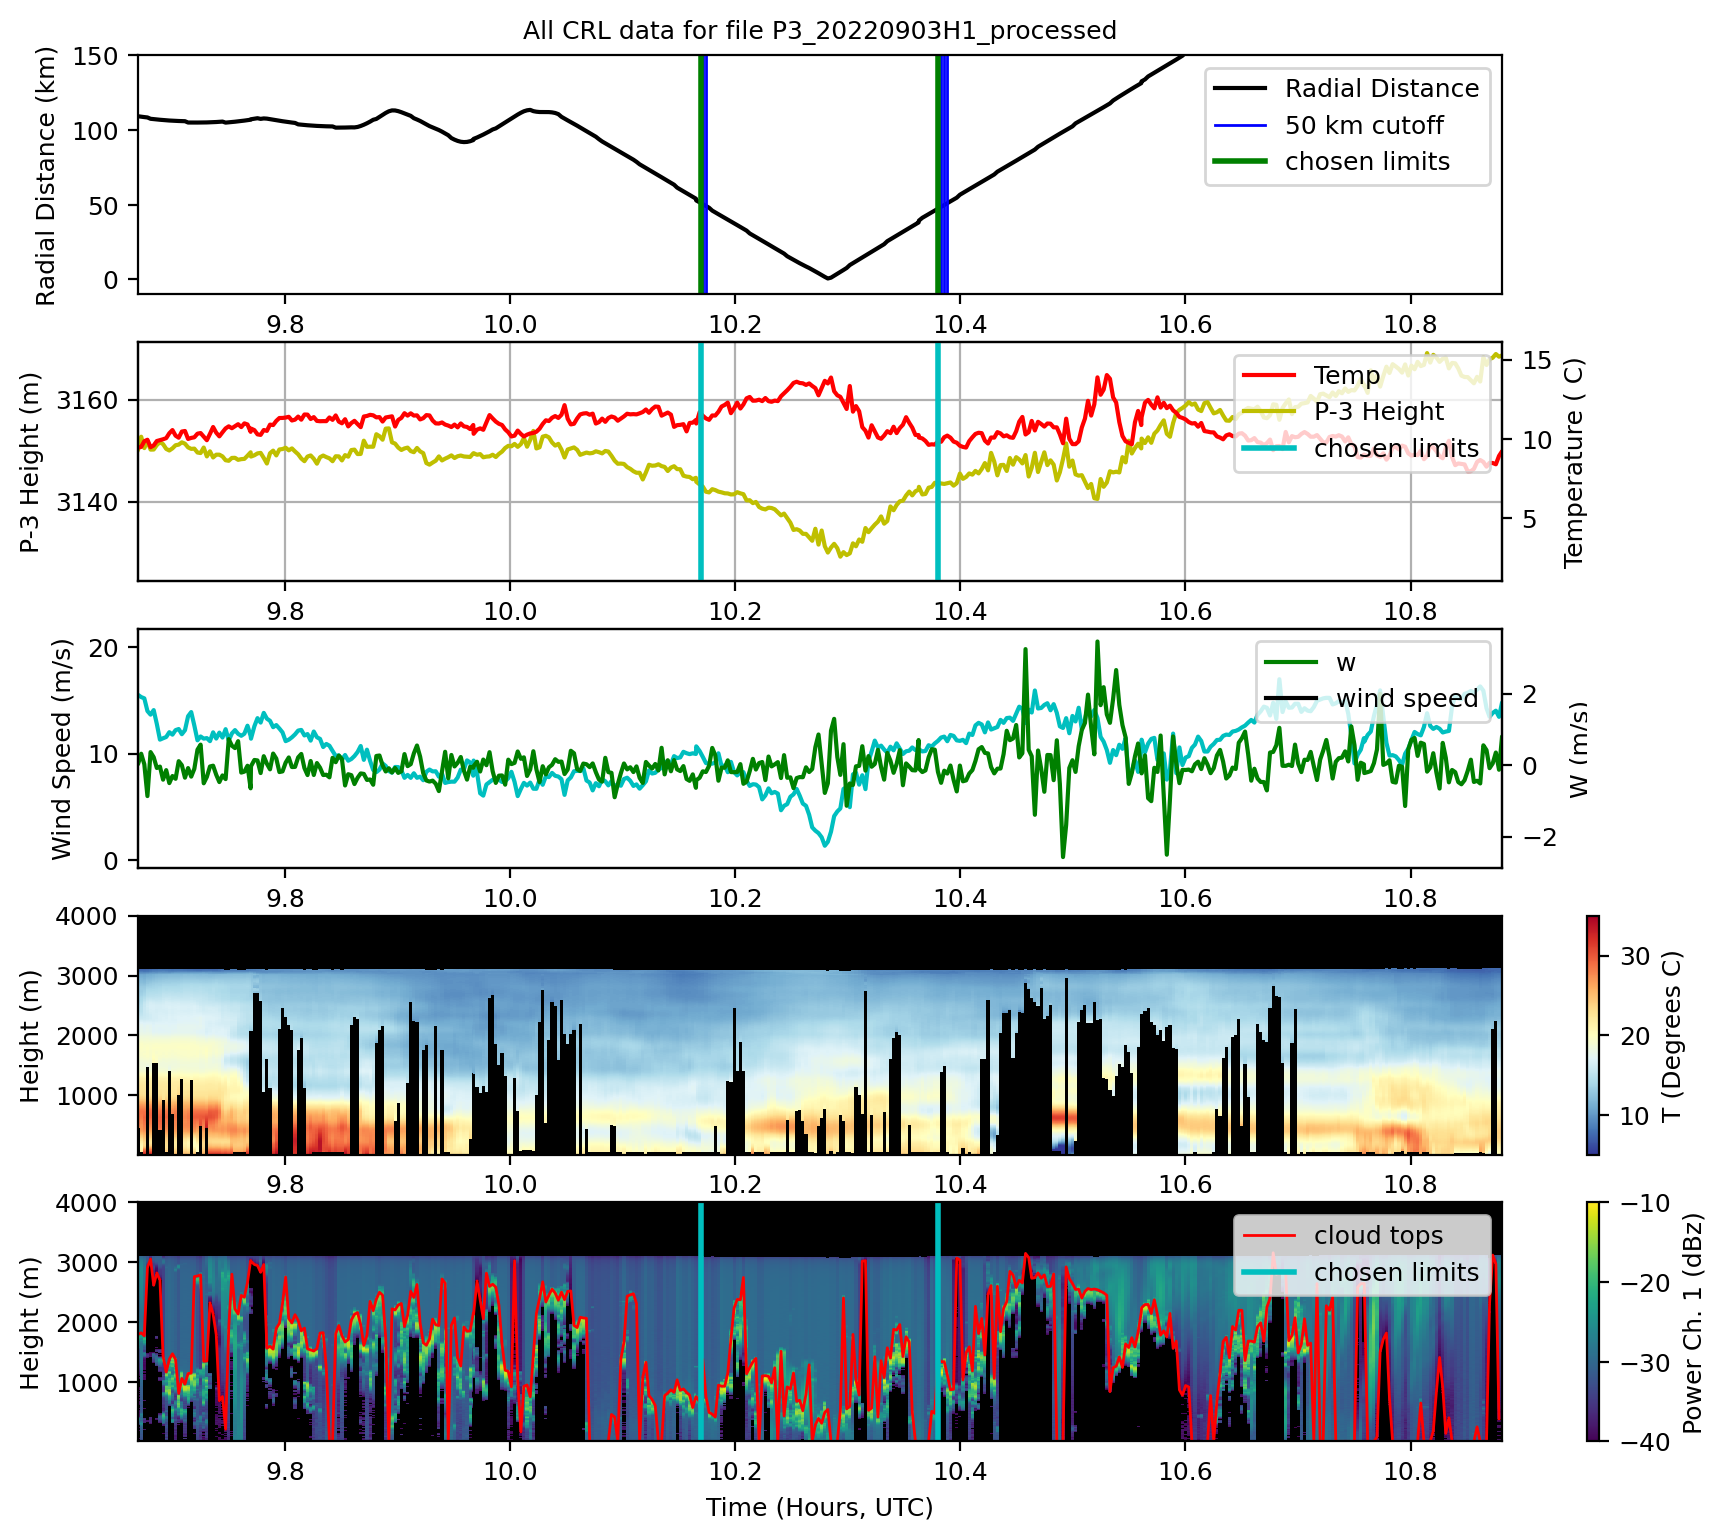 All CRL data for file P3_20220903H1_processed
Radial Distance (km)
150
100
50
0
Radial Distance
50 km cutoff
chosen limits
9.8 10.0 10.2 10.4 10.6 10.8
P-3 Height (m)
3160
3140
Temp
P-3 Height
chosen limits
15
10
5
Temperature ( C)
9.8 10.0 10.2 10.4 10.6 10.8
Wind Speed (m/s)
20
10
0
w
wind speed
2
0
−2
W (m/s)
9.8 10.0 10.2 10.4 10.6 10.8
Height (m)
4000
3000
2000
1000
30
20
10
T (Degrees C)
9.8 10.0 10.2 10.4 10.6 10.8
Height (m)
4000
3000
2000
1000
cloud tops
chosen limits
−10
−20
−30
−40
Power Ch. 1 (dBz)
9.8 10.0 10.2 10.4 10.6 10.8
Time (Hours, UTC)